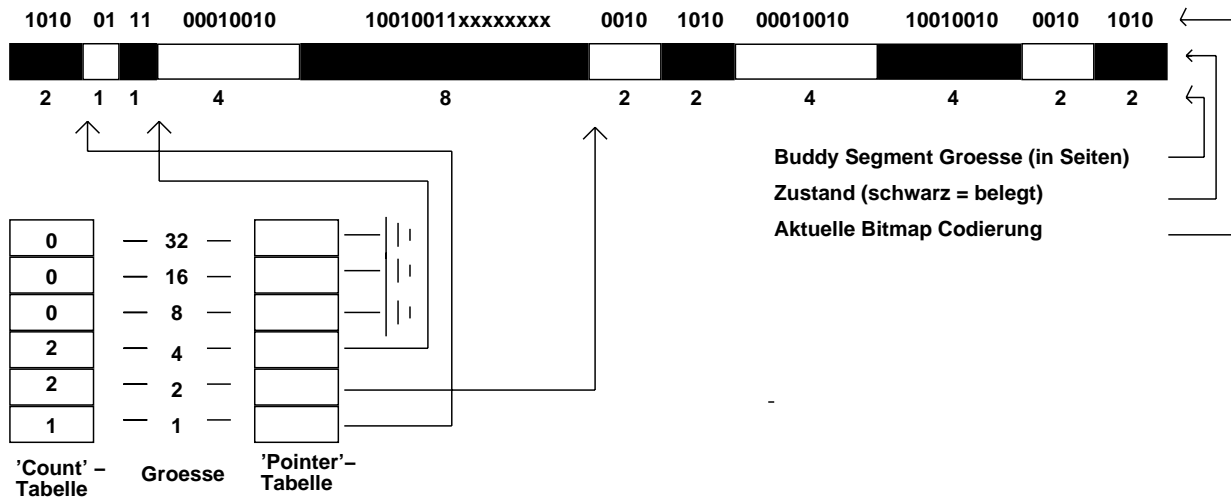 1010 01 11 00010010 10010011xxxxxxxx 0010 1010 00010010 10010010 0010 1010
2 1 1 4 8 2 2 4 4 2 2
Buddy Segment Groesse (in Seiten)
Zustand (schwarz = belegt)
Aktuelle Bitmap Codierung
0 32
0 16
0 8
2 4
2 2
1 1
'Count' –
Tabelle
Groesse
'Pointer'–
Tabelle